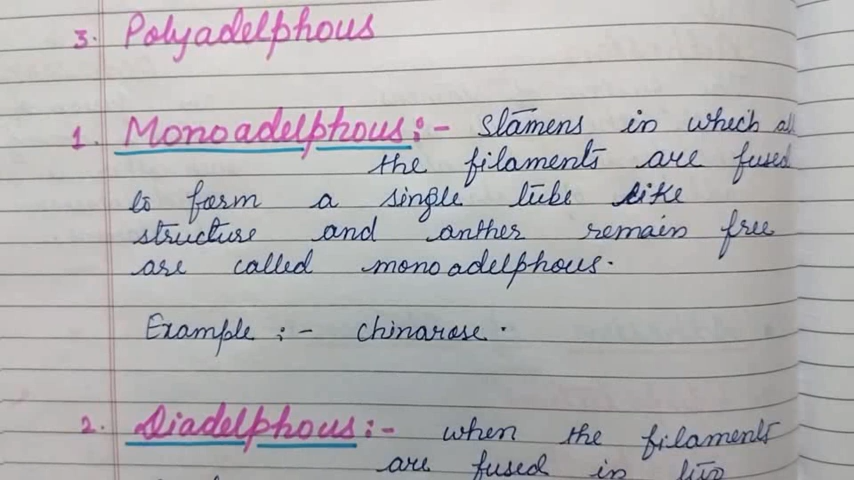 3. Polyadelphous
1. Monoadelphous :- Stamens in which all
the filaments are fused
to form a single tube like
structure and anther remain free
are called monoadelphous.
Example :- Chinarose.
2. Diadelphous :- when the filaments
are fused in two